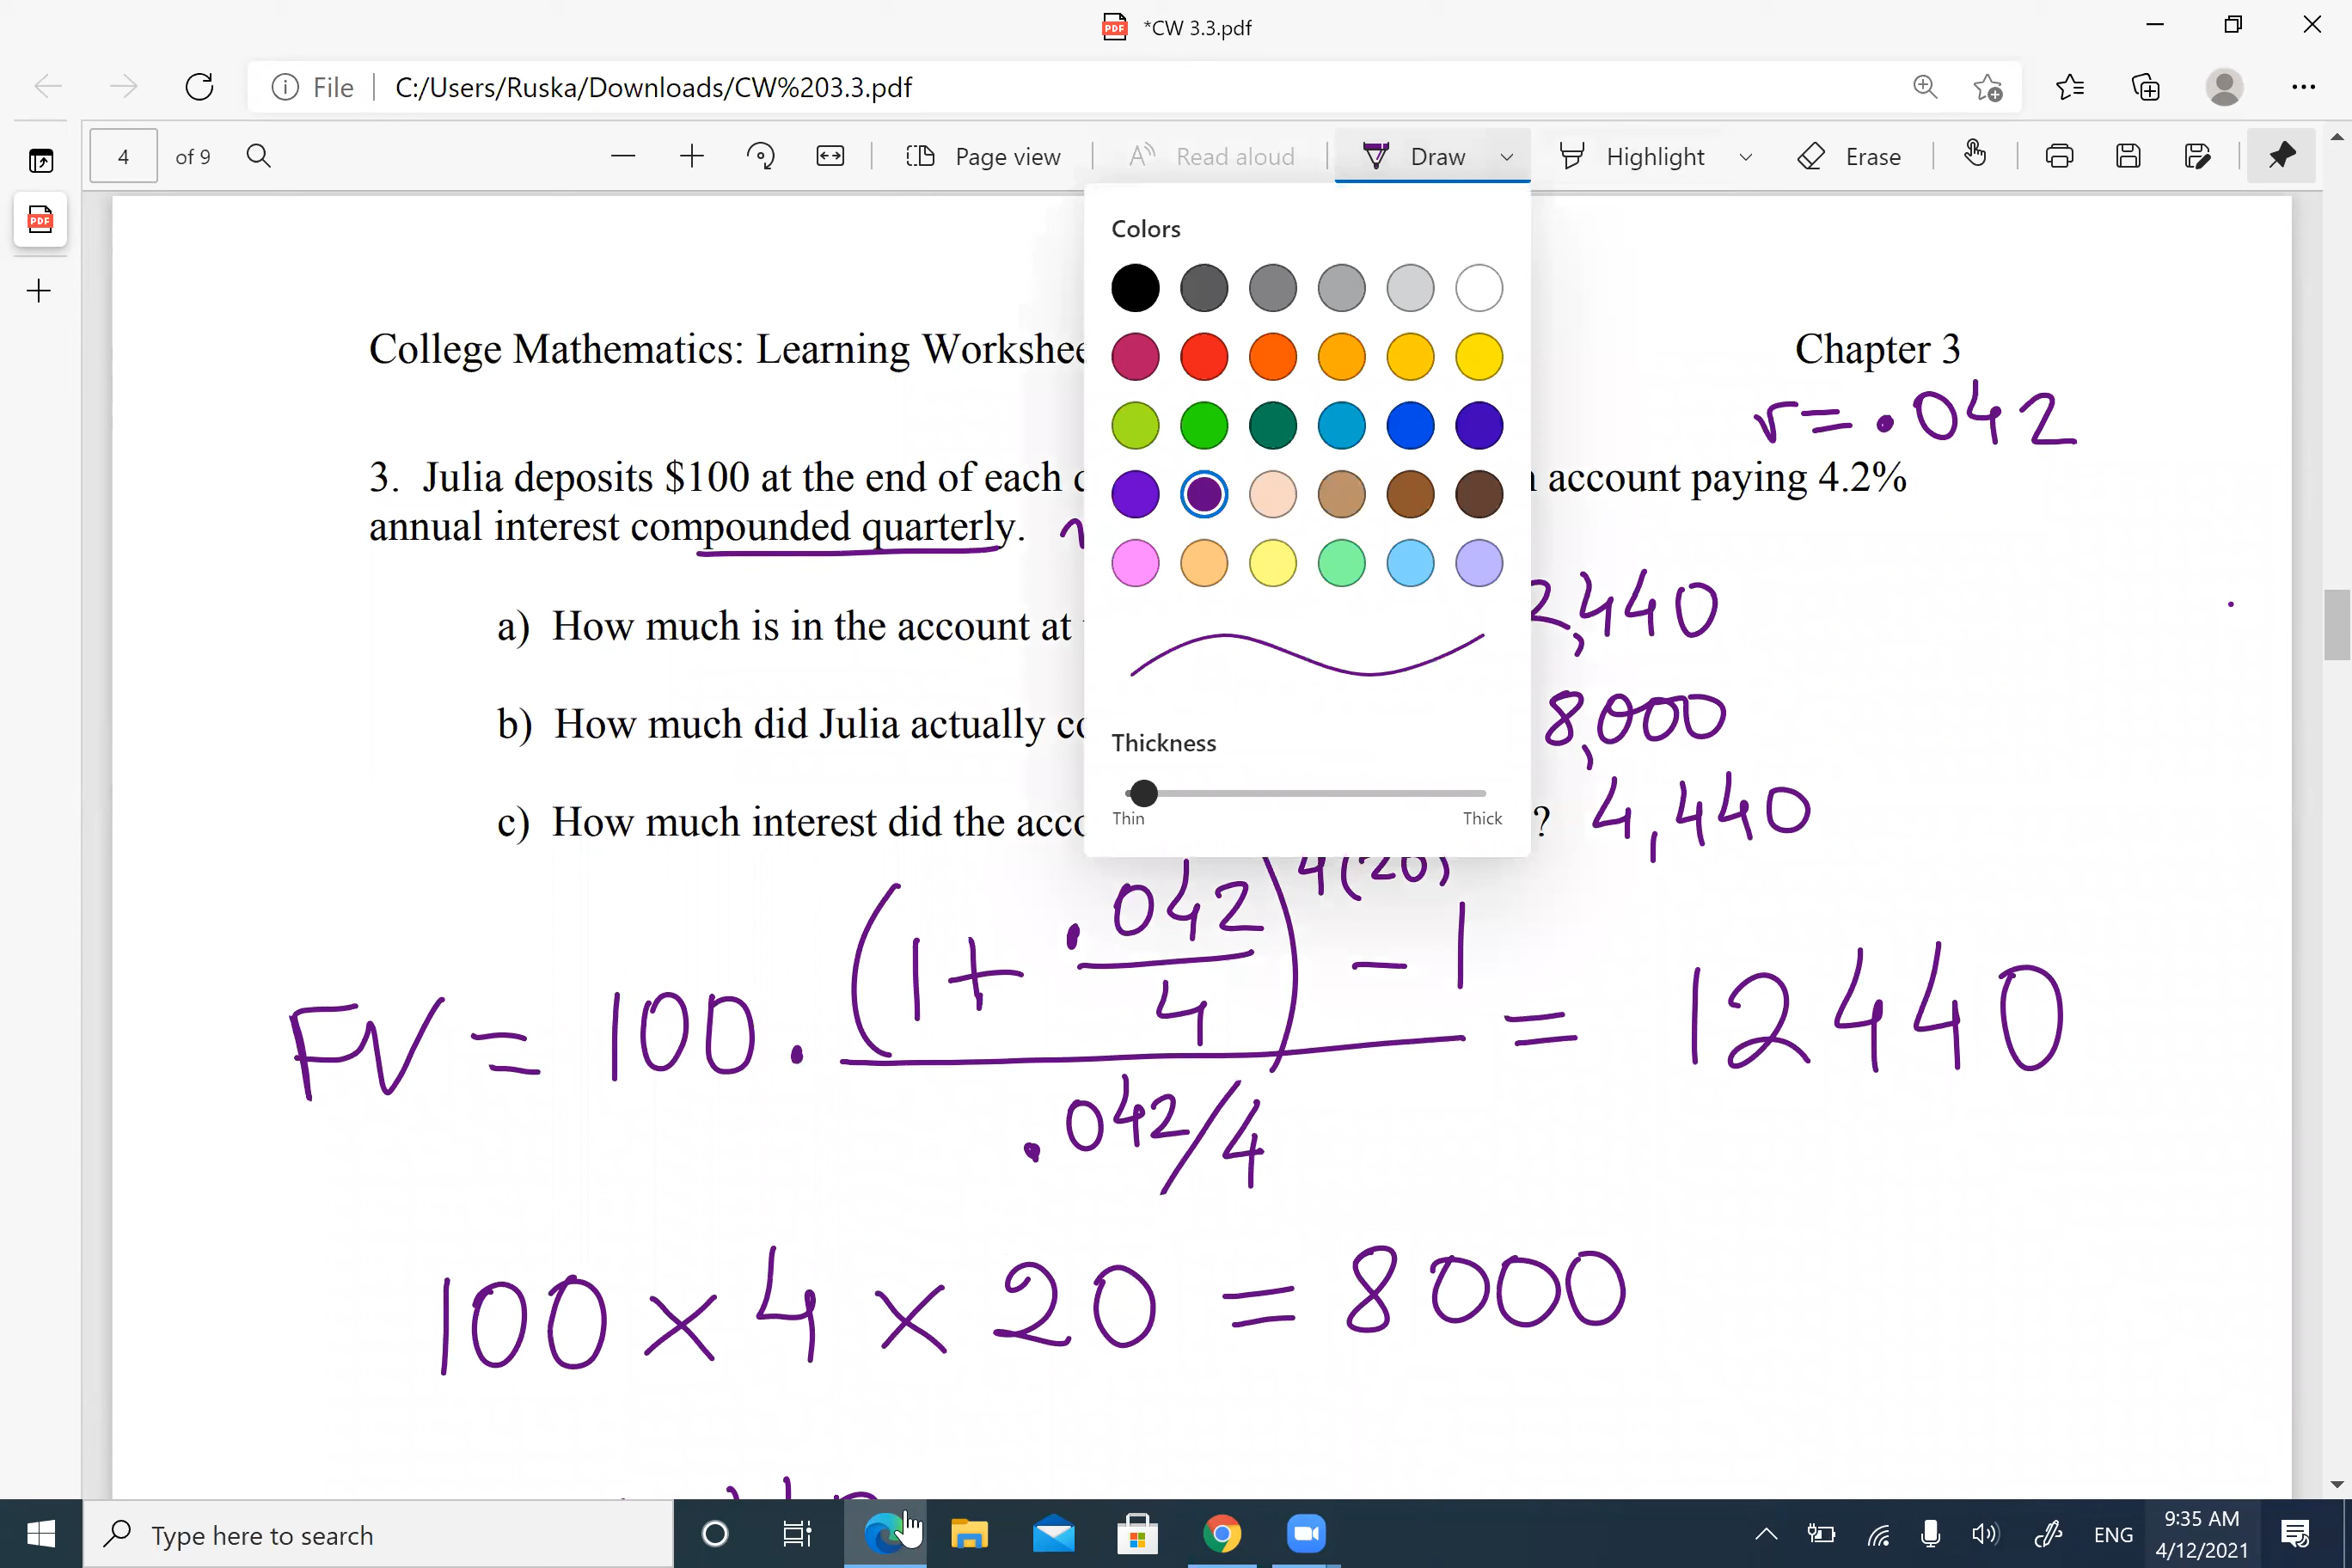 *CW 3.3.pdf
File C:/Users/Ruska/Downloads/CW%203.3.pdf
4 of 9 Page view Read aloud Draw Highlight Erase
Colors
College Mathematics: Learning Workshee Chapter 3
r = .042
3. Julia deposits $100 at the end of each account paying 4.2%
annual interest compounded quarterly.
a) How much is in the account at 2,440
b) How much did Julia actually 8,000
Thickness
c) How much interest did the ? 4,440
Thin Thick
FV = 100 . (1 + .042/4)^4(20) - 1 = 12440
.042/4
100 × 4 × 20 = 8000
Type here to search
ENG 9:35 AM
4/12/2021